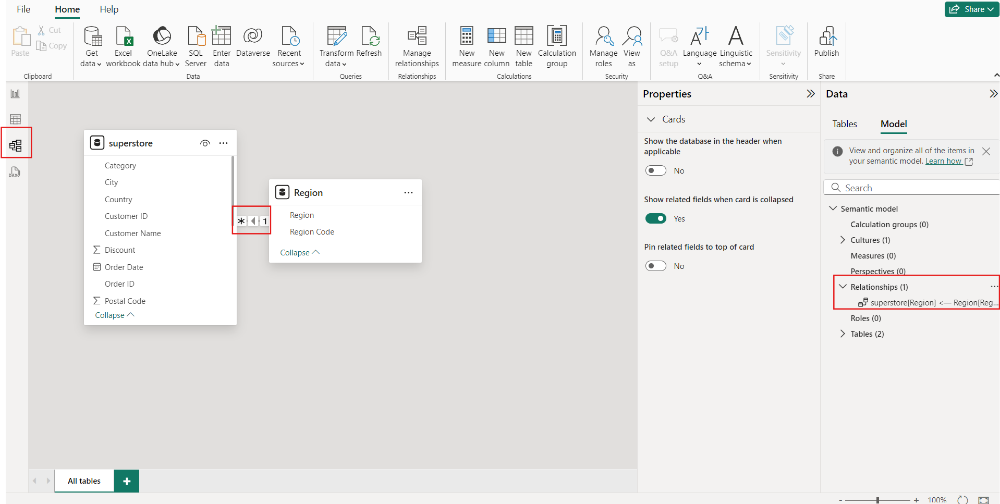 File Home Help
Share
Paste
Cut
Copy
Get data
Excel workbook
OneLake data hub
SQL Server
Enter data
Dataverse
Recent sources
Transform data
Refresh
Manage relationships
New measure
New column
New table
Calculation group
Manage roles
View as
Q&A setup
Language
Linguistic schema
Sensitivity
Publish
Clipboard
Data
Queries
Relationships
Calculations
Security
Q&A
Sensitivity
Share
DAX
superstore
Category
City
Country
Customer ID
Customer Name
Discount
Order Date
Order ID
Postal Code
Collapse
* 1
Region
Region
Region Code
Collapse
Properties
Cards
Show the database in the header when
applicable
No
Show related fields when card is collapsed
Yes
Pin related fields to top of card
No
Data
Tables Model
View and organize all of the items in
your semantic model. Learn how
Search
Semantic model
Calculation groups (0)
Cultures (1)
Measures (0)
Perspectives (0)
Relationships (1)
superstore[Region] <— Region[Reg...
Roles (0)
Tables (2)
All tables
+
- + 100%